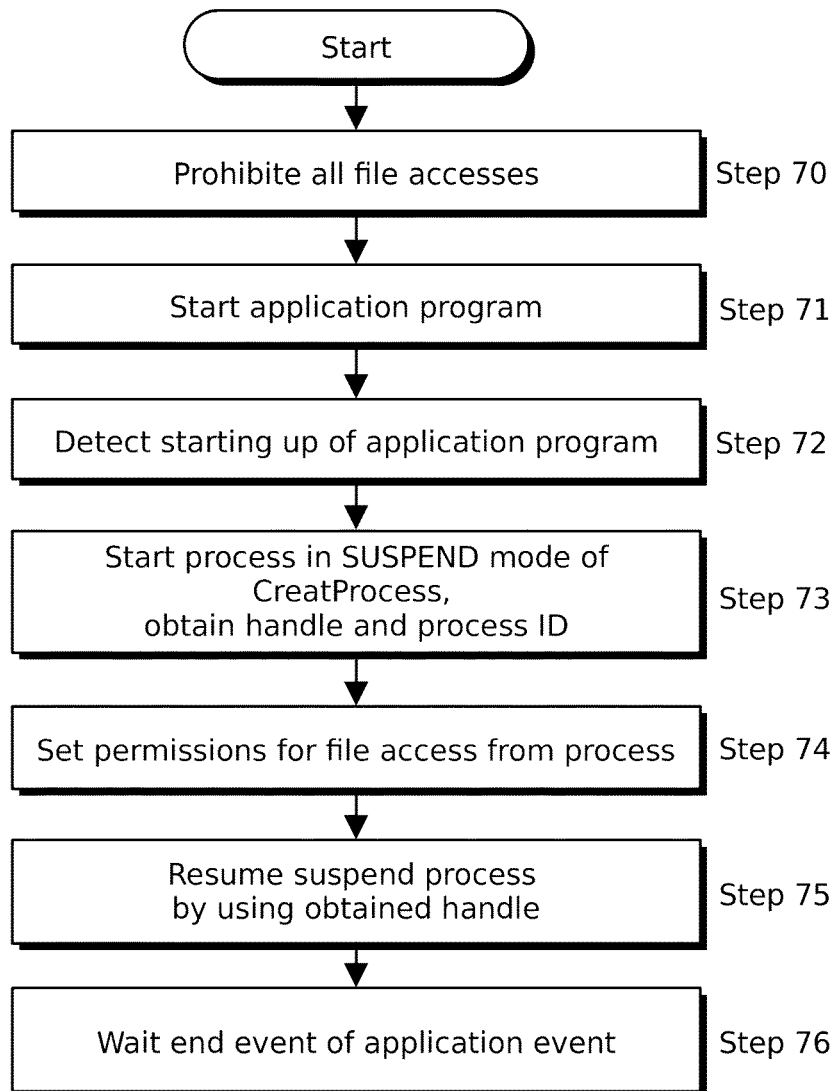 Start
Prohibite all file accesses
Step 70
Start application program
Step 71
Detect starting up of application program
Step 72
Start process in SUSPEND mode of
CreatProcess,
obtain handle and process ID
Step 73
Set permissions for file access from process
Step 74
Resume suspend process
by using obtained handle
Step 75
Wait end event of application event
Step 76